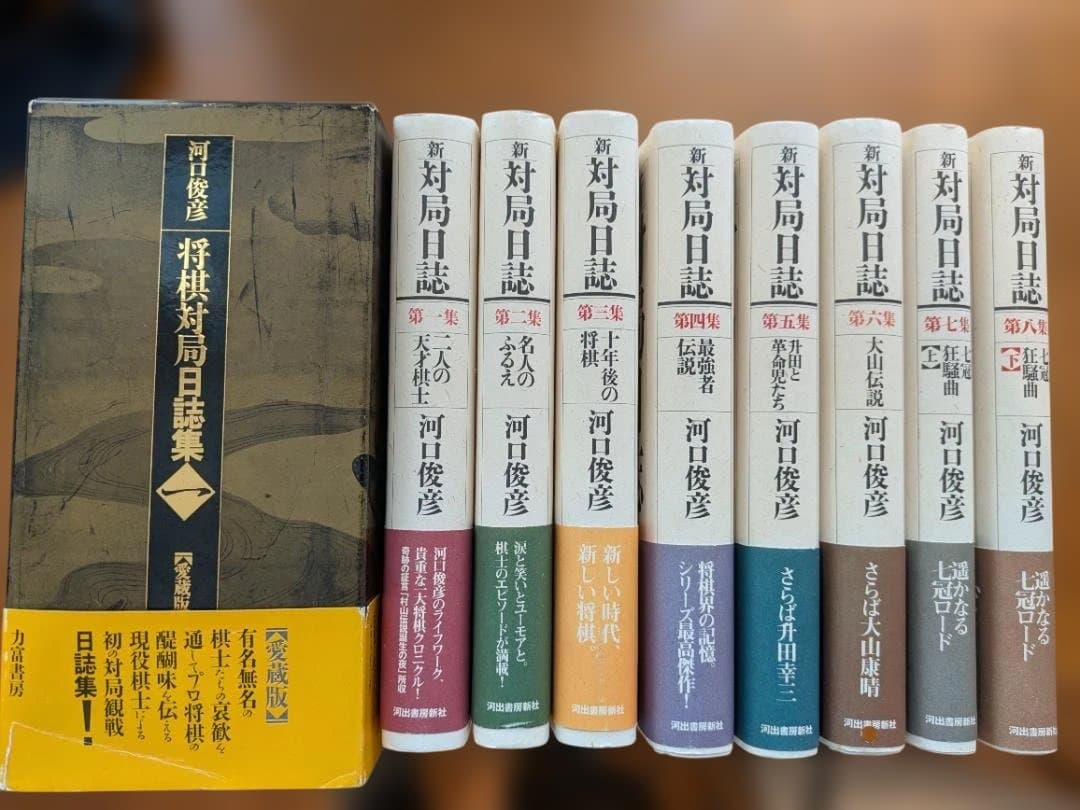 河口俊彦
将棋対局日誌集
一
【愛蔵版
【愛蔵版】
有名無名の
棋士たちの哀歓を
通してプロ将棋の
醍醐味を伝える
現役棋士による
初の対局観戦
日誌集!
力富書房
新
対局日誌
第一集
二人の
天才棋士
河口俊彦
河口俊彦のライフワーク、
貴重な一大将棋クロニクル!
奇跡の証言「村山伝説誕生の夜」所収
河出書房新社
新
対局日誌
第二集
名人の
ふるえ
河口俊彦
涙と笑いとユーモアと。
棋士のエピソードが満載!
河出書房新社
新
対局日誌
第三集
十年後の
将棋
河口俊彦
新しい時代、
新しい将棋。
河出書房新社
新
対局日誌
第四集
最強者
伝説
河口俊彦
将棋界の記憶。
シリーズ最高傑作!
河出書房新社
新
対局日誌
第五集
升田と
革命児たち
河口俊彦
さらば升田幸三
河出書房新社
新
対局日誌
第六集
大山伝説
河口俊彦
さらば大山康晴
河出書房新社
新
対局日誌
第七集
七冠
狂騒曲
【上】
河口俊彦
遥かなる
七冠ロード
河出書房新社
新
対局日誌
第八集
七冠
狂騒曲
【下】
河口俊彦
遥かなる
七冠ロード
河出書房新社